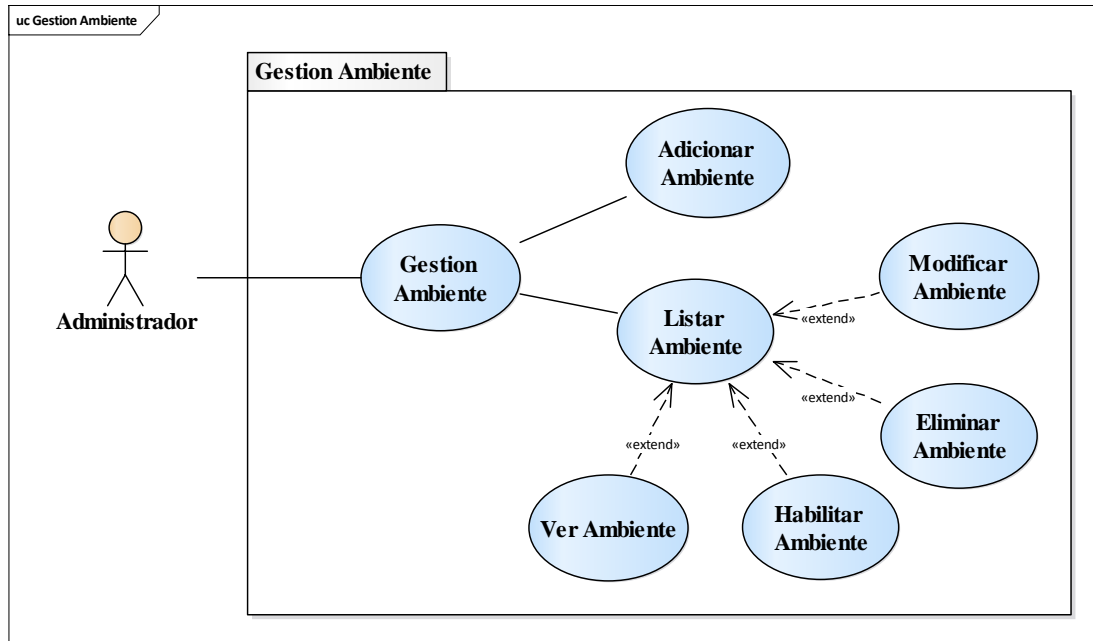 uc Gestion Ambiente
Gestion Ambiente
Adicionar
Ambiente
Gestion
Ambiente
Modificar
Ambiente
Listar
Ambiente
Administrador
«extend»
«extend»
Eliminar
Ambiente
«extend»
«extend»
Ver Ambiente
Habilitar
Ambiente